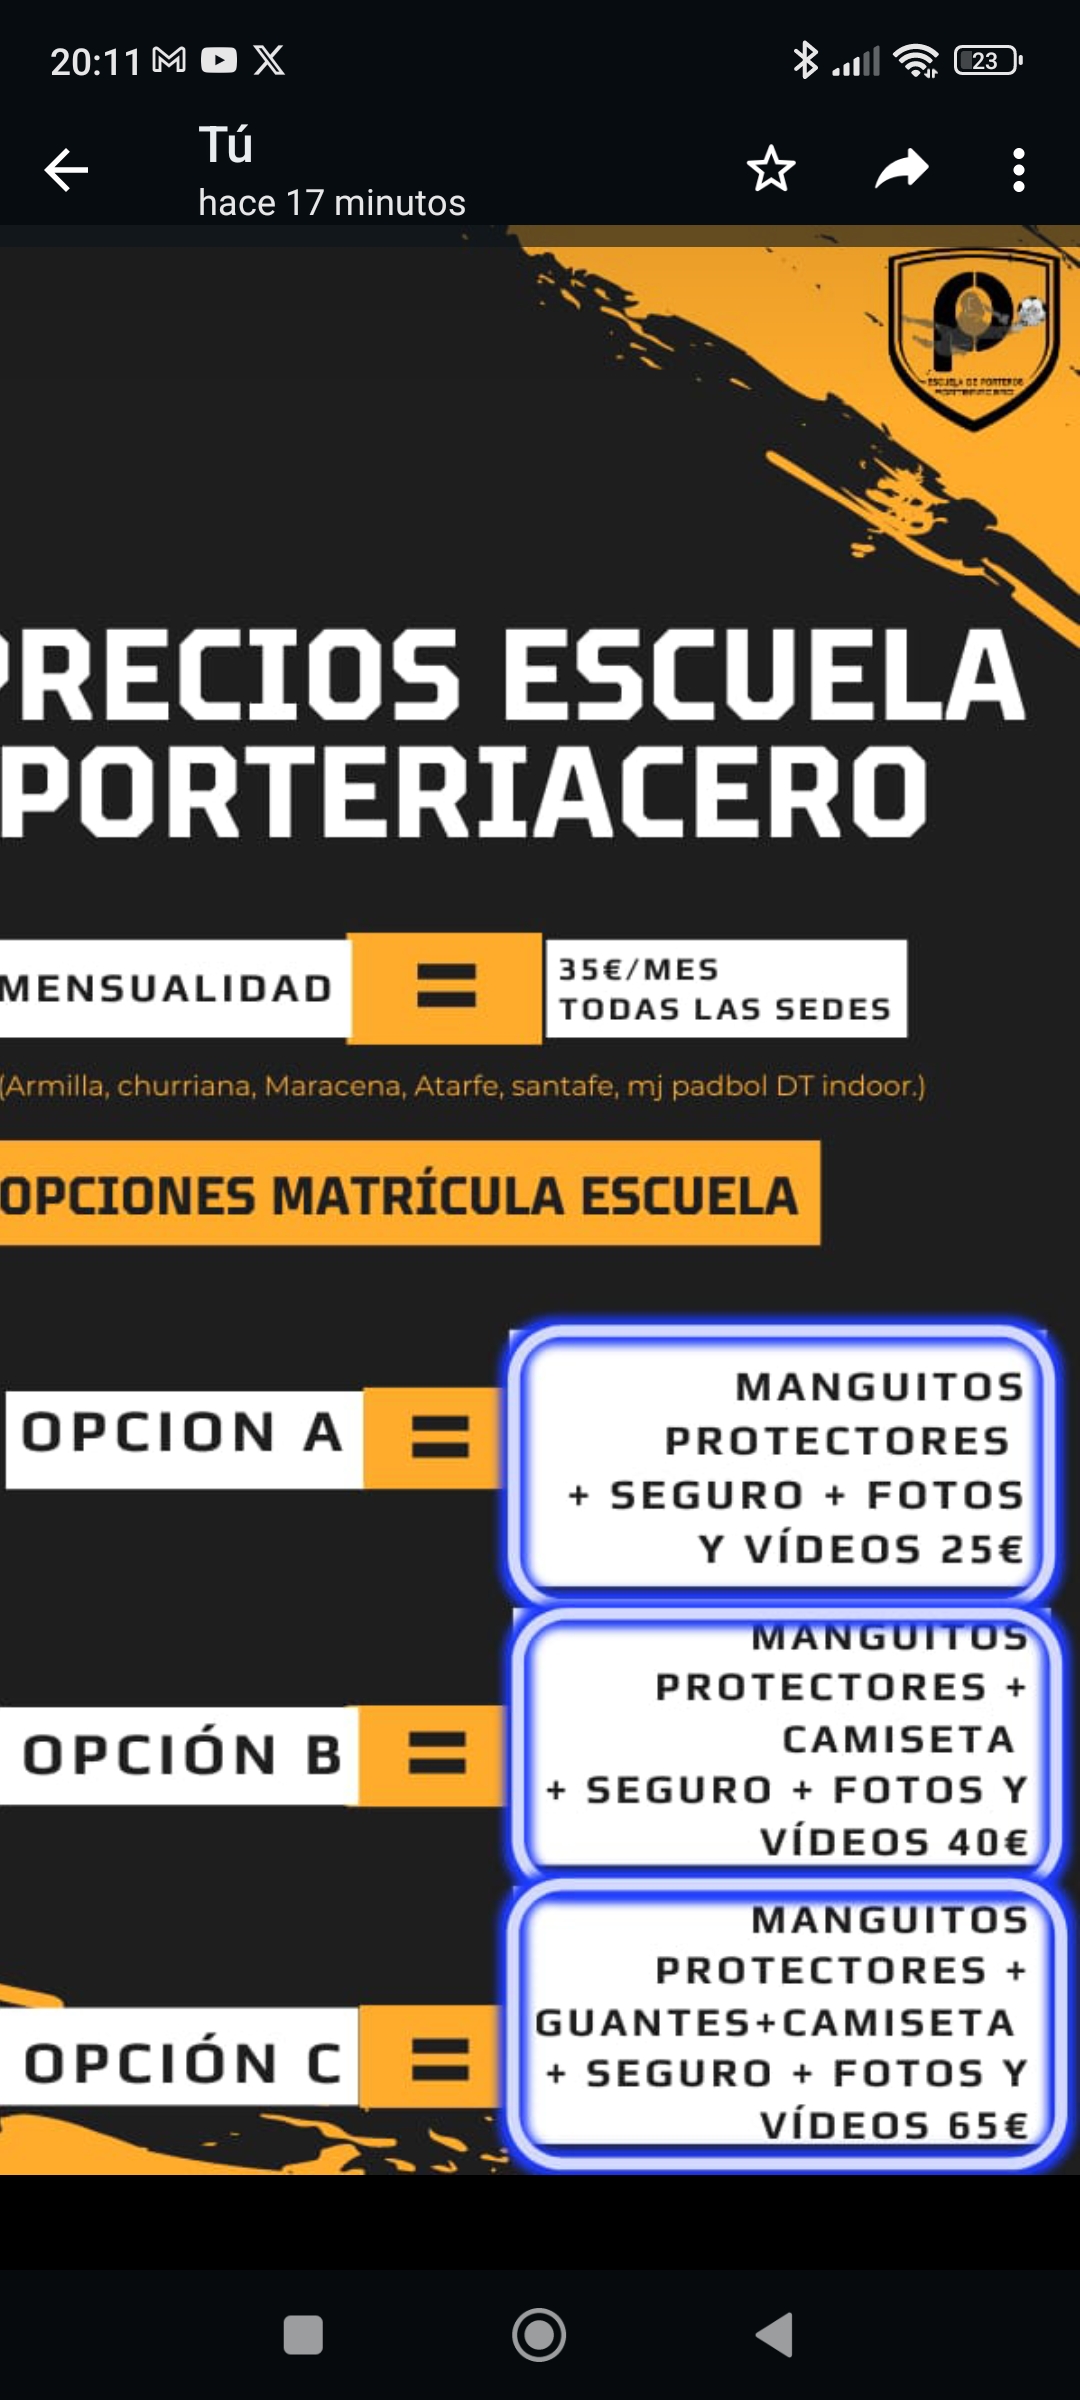 20:11
23
Tú
hace 17 minutos
ESCUELA DE PORTEROS
PRECIOS ESCUELA
PORTERIACERO
MENSUALIDAD
=
35€/MES
TODAS LAS SEDES
(Armilla, churriana, Maracena, Atarfe, santafe, mj padbol DT indoor.)
OPCIONES MATRÍCULA ESCUELA
OPCION A
=
MANGUITOS
PROTECTORES
+ SEGURO + FOTOS
Y VÍDEOS 25€
OPCIÓN B
=
MANGUITOS
PROTECTORES +
CAMISETA
+ SEGURO + FOTOS Y
VÍDEOS 40€
OPCIÓN C
=
MANGUITOS
PROTECTORES +
GUANTES+CAMISETA
+ SEGURO + FOTOS Y
VÍDEOS 65€